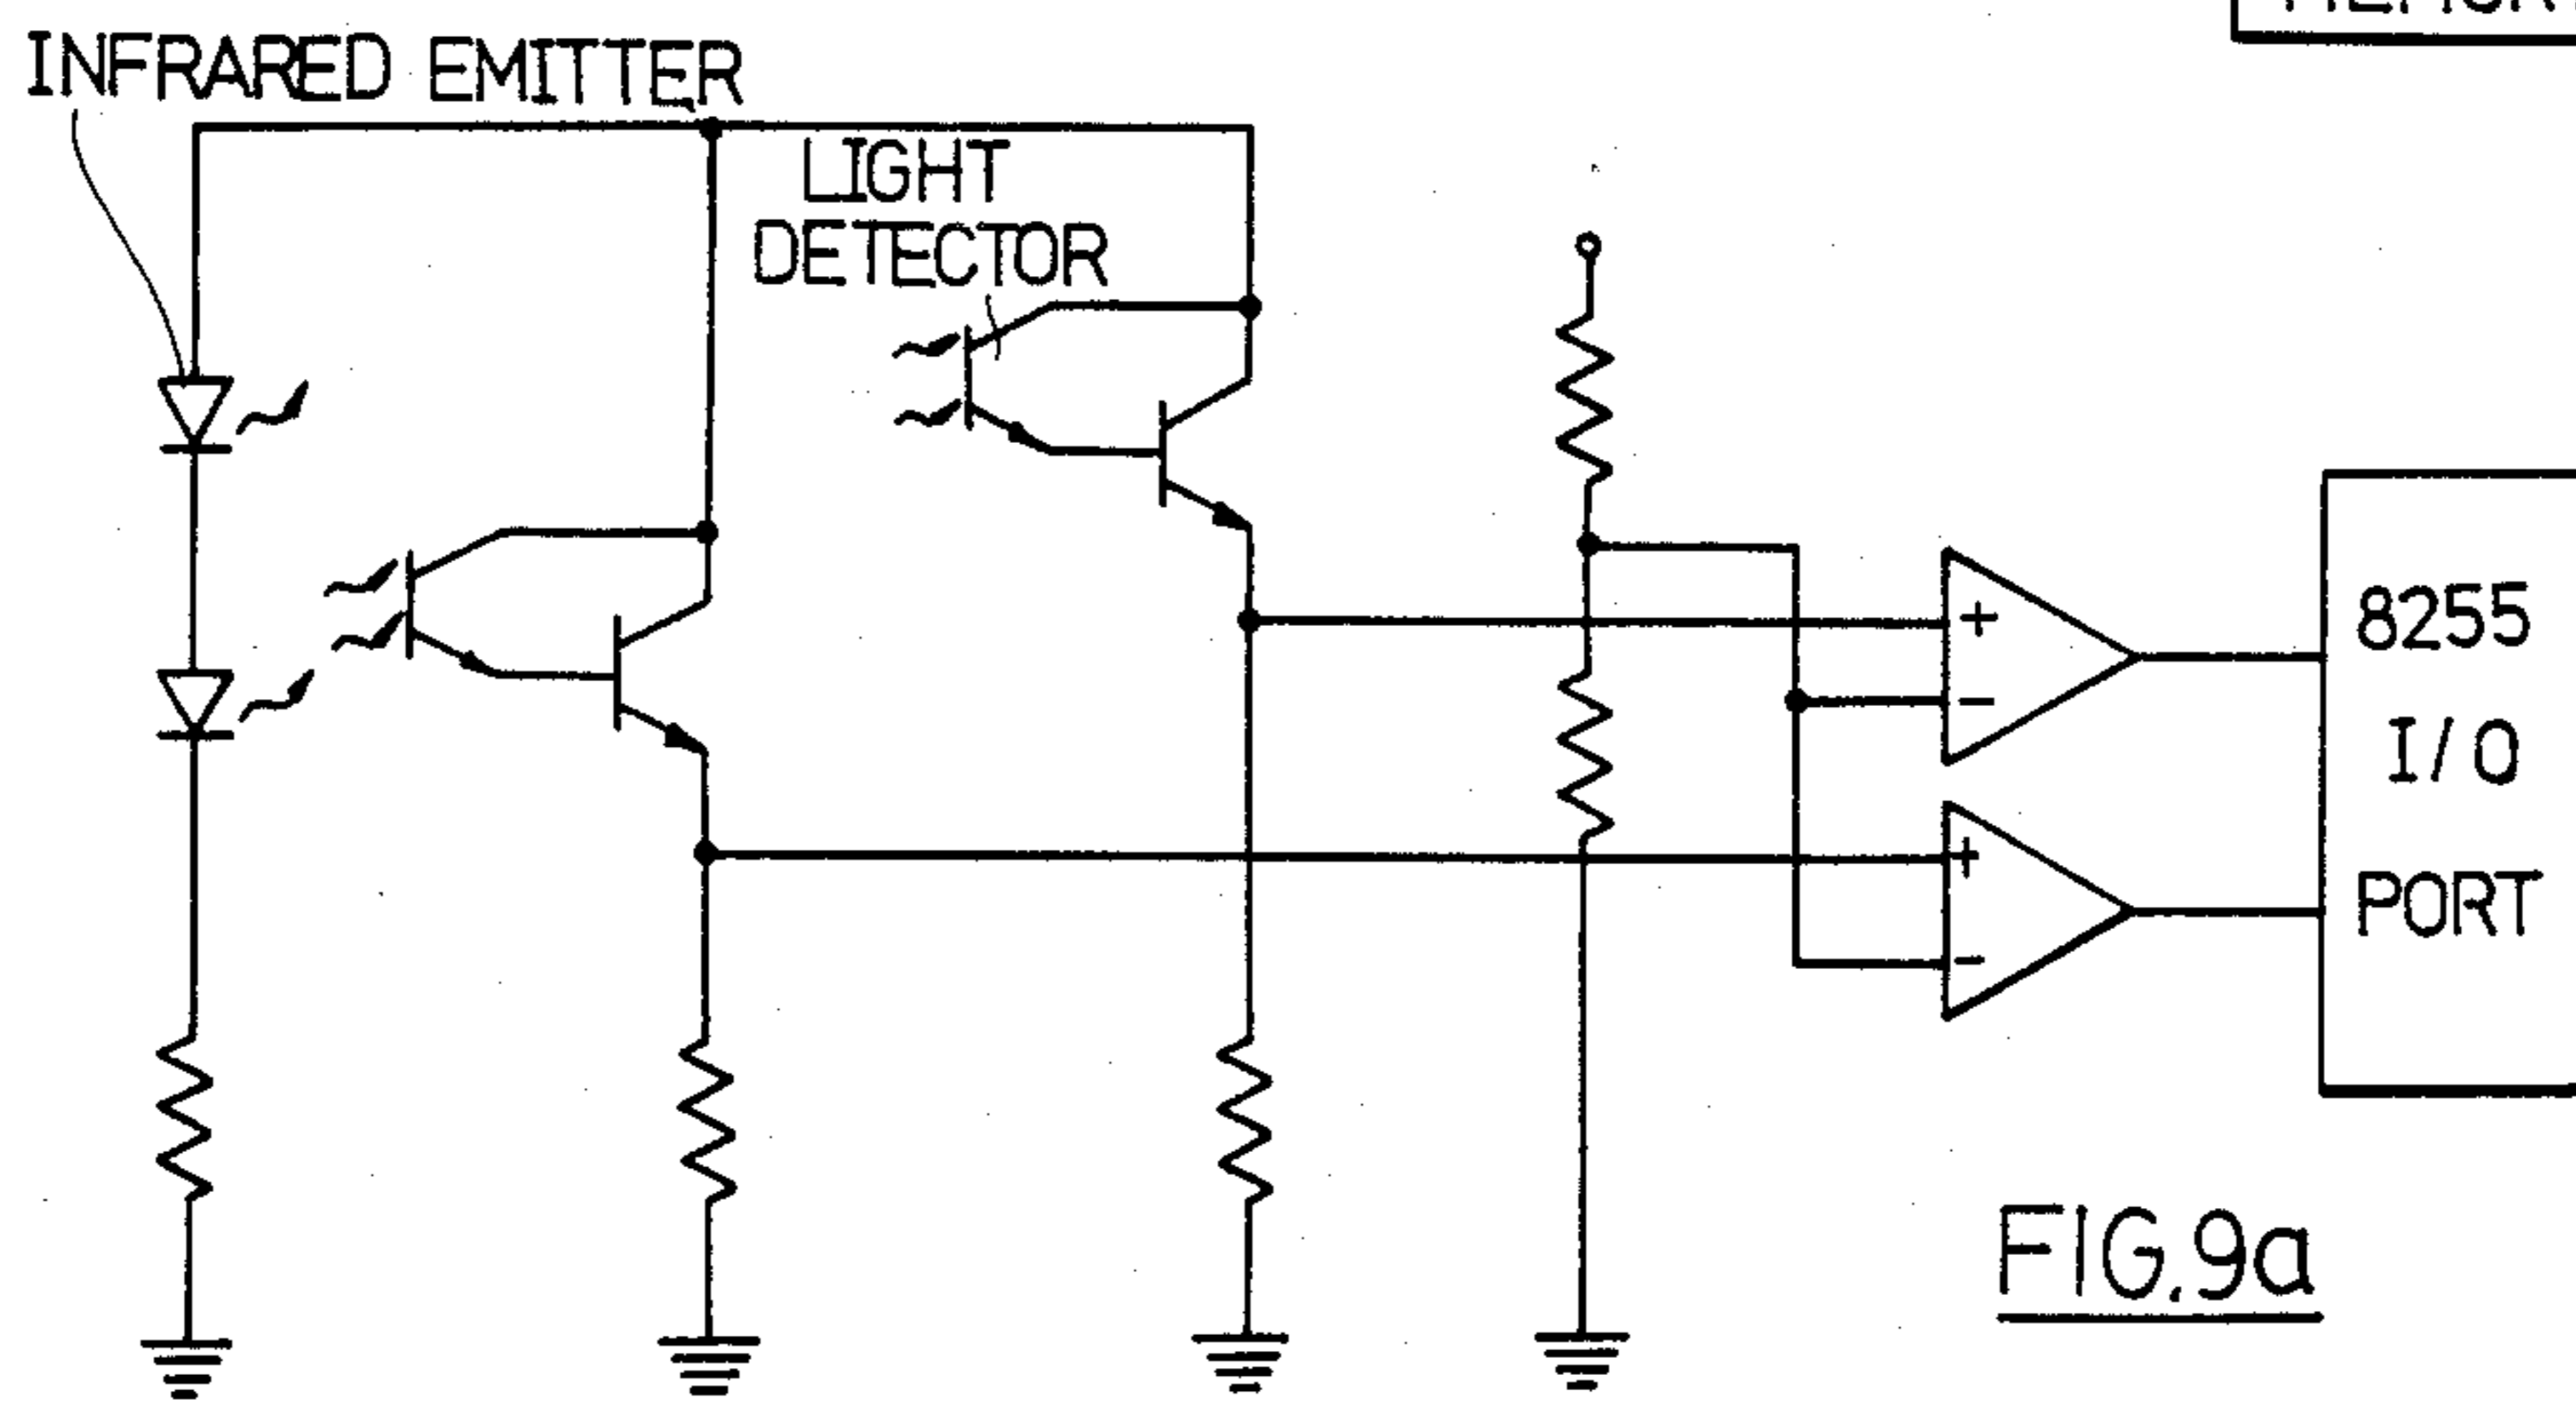 INFRARED EMITTER
LIGHT
DETECTOR
+
-
+
-
8255
I/O
PORT
FIG.9a